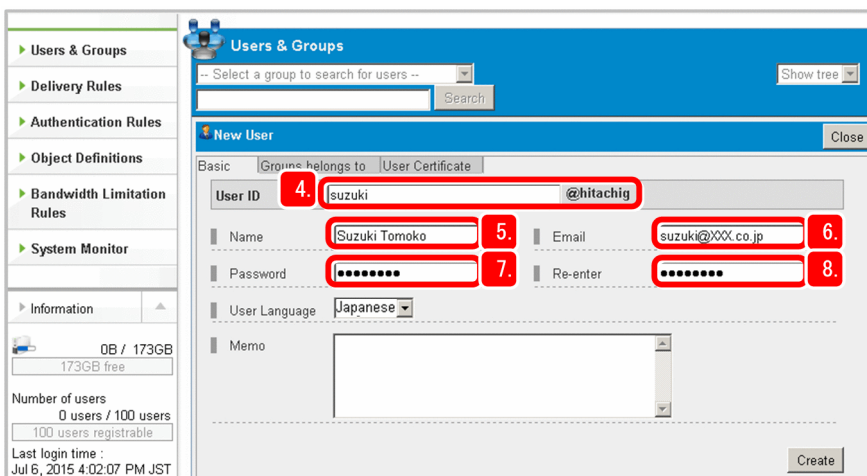 Users & Groups
Delivery Rules
Authentication Rules
Object Definitions
Bandwidth Limitation
Rules
System Monitor
Information
0B / 173GB
173GB free
Number of users
0 users / 100 users
100 users registrable
Last login time :
Jul 6, 2015 4:02:07 PM JST
Users & Groups
-- Select a group to search for users --
Show tree
Search
New User
Close
Basic Groups belongs to User Certificate
User ID 4. suzuki @hitachig
Name Suzuki Tomoko 5. Email suzuki@XXX.co.jp 6.
Password ●●●●●●●● 7. Re-enter ●●●●●●●● 8.
User Language Japanese
Memo
Create